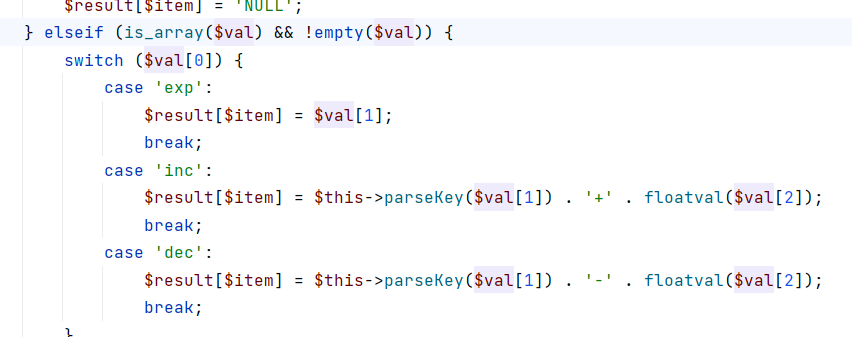 $result[$item] = 'NULL';
} elseif (is_array($val) && !empty($val)) {
switch ($val[0]) {
case 'exp':
$result[$item] = $val[1];
break;
case 'inc':
$result[$item] = $this->parseKey($val[1]) . '+' . floatval($val[2]);
break;
case 'dec':
$result[$item] = $this->parseKey($val[1]) . '-' . floatval($val[2]);
break;
}